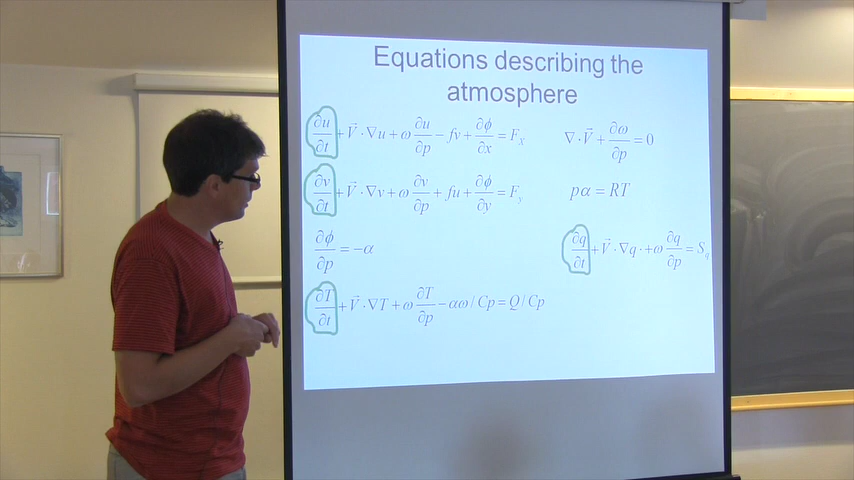 Equations describing the
atmosphere
∂u/∂t + V⃗ · ∇u + ω ∂u/∂p − fv + ∂ϕ/∂x = F_x
∂v/∂t + V⃗ · ∇v + ω ∂v/∂p + fu + ∂ϕ/∂y = F_y
∂ϕ/∂p = −α
∂T/∂t + V⃗ · ∇T + ω ∂T/∂p − αω / Cp = Q / Cp
∇ · V⃗ + ∂ω/∂p = 0
pα = RT
∂q/∂t + V⃗ · ∇q · +ω ∂q/∂p = S_q